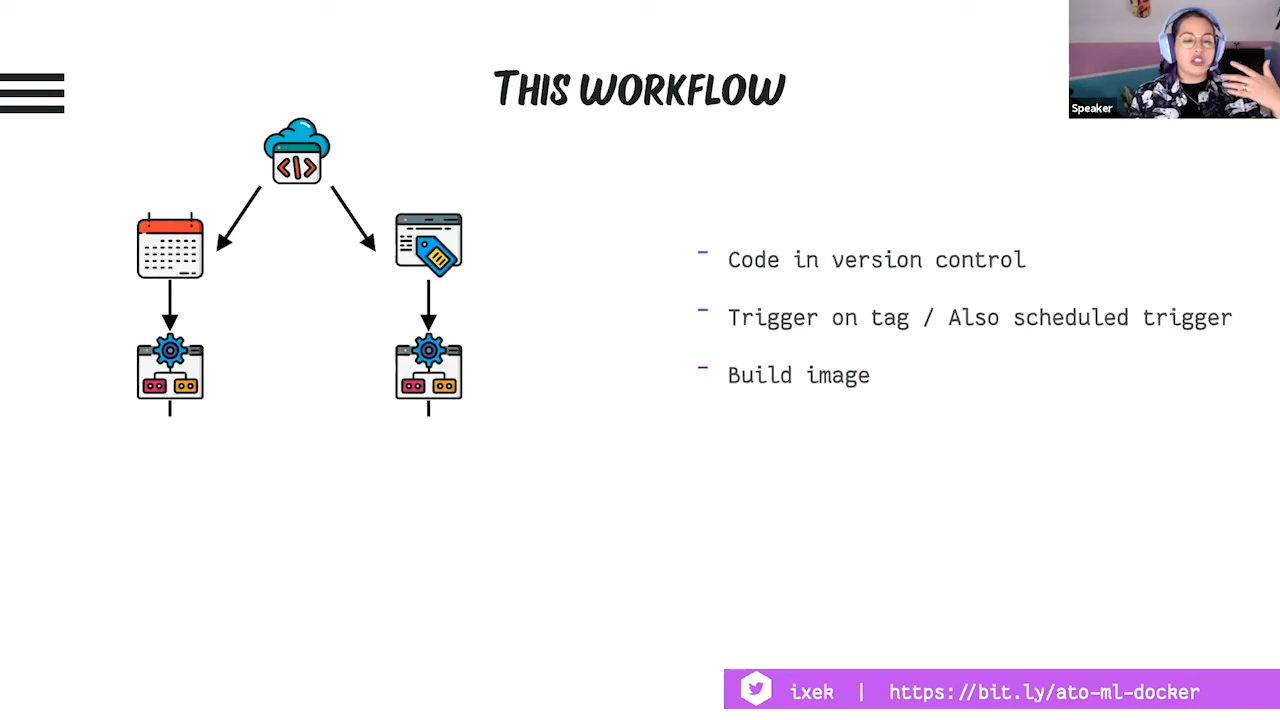 THIS WORKFLOW
Speaker
</>
- Code in version control
- Trigger on tag / Also scheduled trigger
- Build image
ixek | https://bit.ly/ato-ml-docker